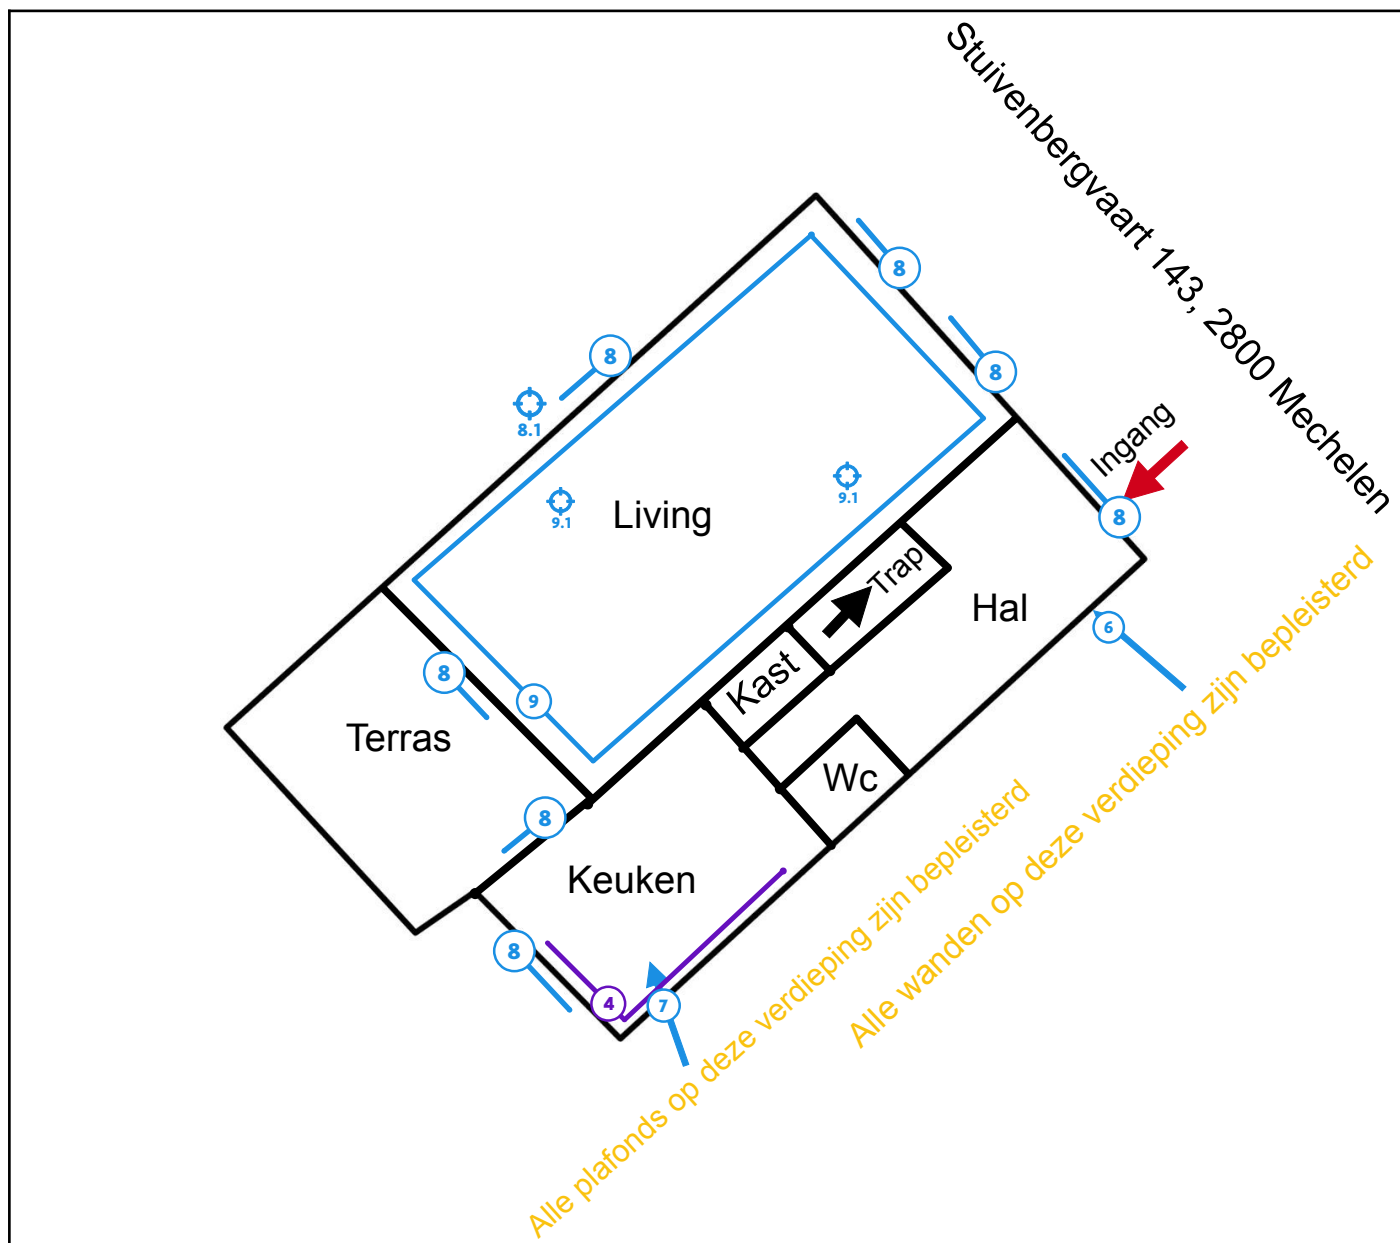 Stuivenbergvaart 143, 2800 Mechelen
8
8
8
8.1
Ingang
9.1
9.1
Living
8
Trap
Hal
6
Kast
8
9
Terras
Wc
8
Keuken
8
4
7
Alle wanden op deze verdieping zijn bepleisterd
Alle plafonds op deze verdieping zijn bepleisterd